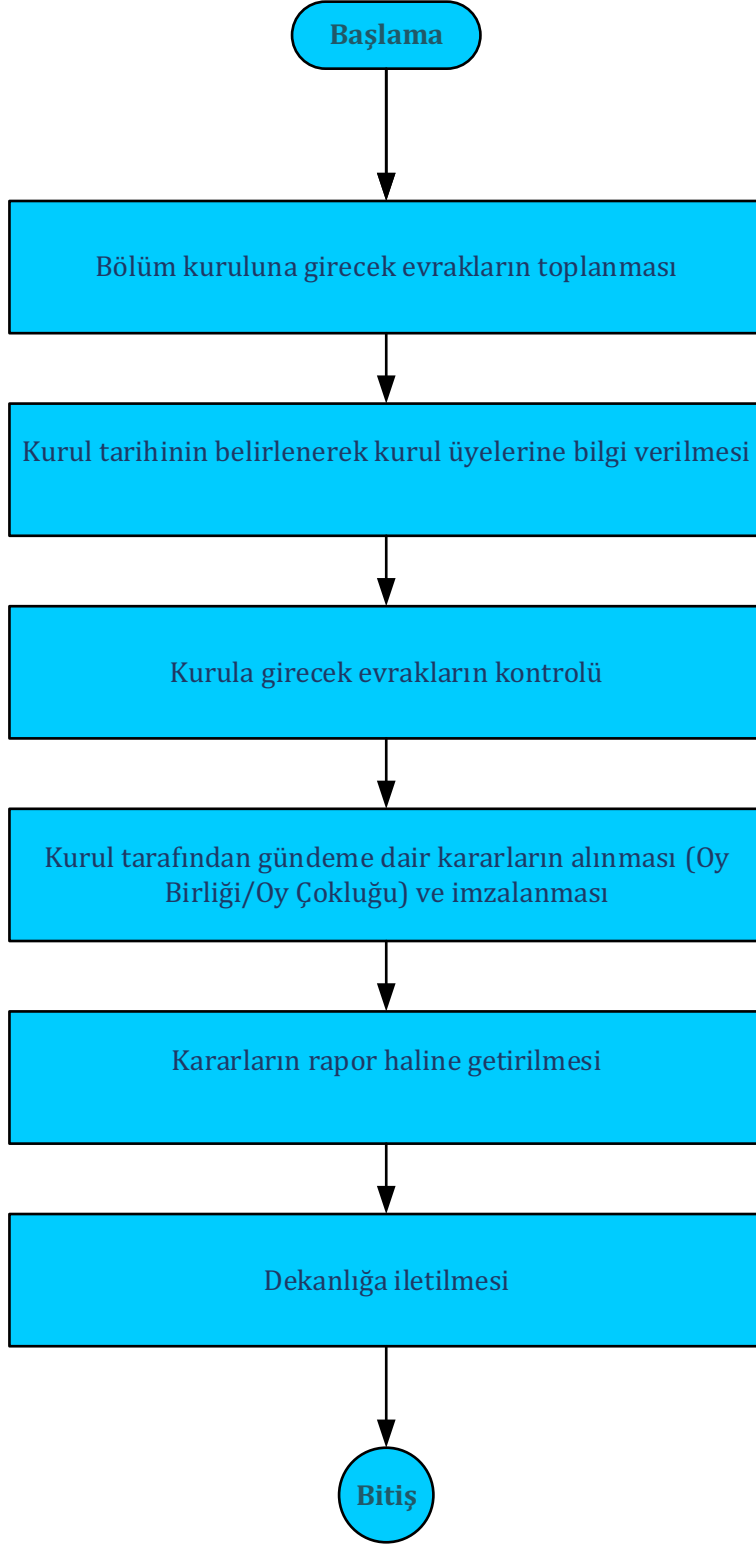 Başlama
Bölüm kuruluna girecek evrakların toplanması
Kurul tarihinin belirlenerek kurul üyelerine bilgi verilmesi
Kurula girecek evrakların kontrolü
Kurul tarafından gündeme dair kararların alınması (Oy
Birliği/Oy Çokluğu) ve imzalanması
Kararların rapor haline getirilmesi
Dekanlığa iletilmesi
Bitiş